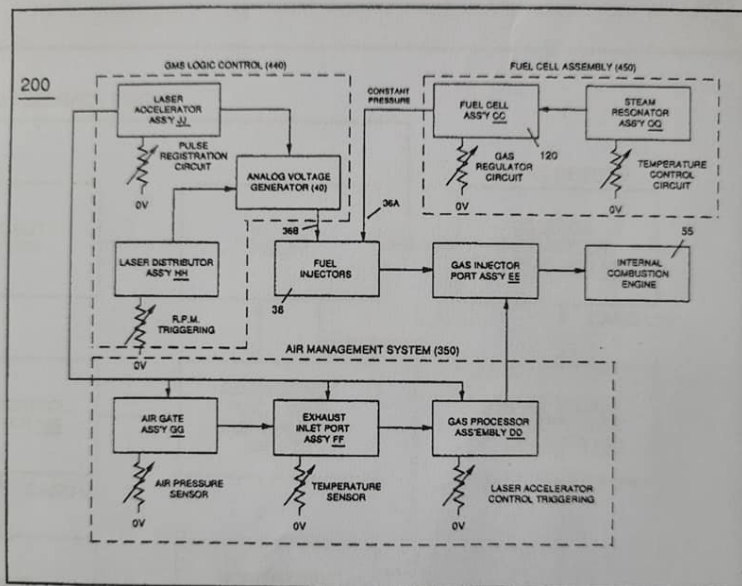 GMS LOGIC CONTROL (440)
FUEL CELL ASSEMBLY (450)
200
LASER
ACCELERATOR
ASS'Y JJ
CONSTANT
PRESSURE
FUEL CELL
ASS'Y CC
STEAM
RESONATOR
ASS'Y QQ
PULSE
REGISTRATION
CIRCUIT
0V
ANALOG VOLTAGE
GENERATOR (40)
GAS
REGULATOR
CIRCUIT
120
0V
TEMPERATURE
CONTROL
CIRCUIT
0V
36A
36B
55
LASER DISTRIBUTOR
ASS'Y HH
FUEL
INJECTORS
GAS INJECTOR
PORT ASS'Y EE
INTERNAL
COMBUSTION
ENGINE
36
R.P.M.
TRIGGERING
0V
AIR MANAGEMENT SYSTEM (350)
AIR GATE
ASS'Y GG
EXHAUST
INLET PORT
ASS'Y FF
GAS PROCESSOR
ASS'EMBLY DD
AIR PRESSURE
SENSOR
0V
TEMPERATURE
SENSOR
0V
LASER ACCELERATOR
CONTROL TRIGGERING
0V